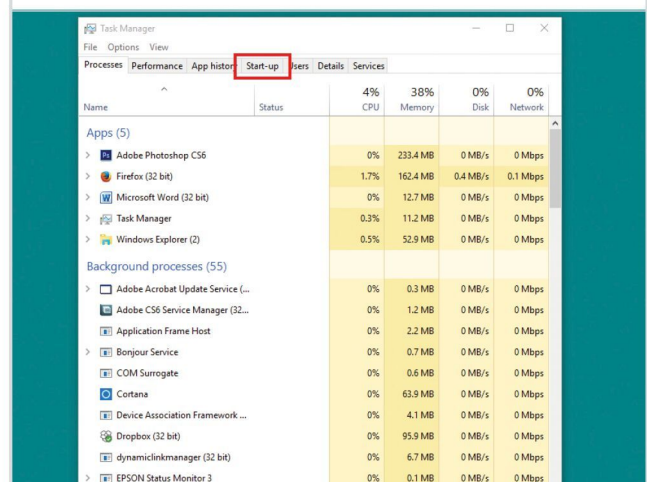 Task Manager
File Options View
Processes Performance App history Start-up Users Details Services
4% 38% 0% 0%
Name Status CPU Memory Disk Network
Apps (5)
Adobe Photoshop CS6 0% 233.4 MB 0 MB/s 0 Mbps
Firefox (32 bit) 1.7% 162.4 MB 0.4 MB/s 0.1 Mbps
Microsoft Word (32 bit) 0% 12.7 MB 0 MB/s 0 Mbps
Task Manager 0.3% 11.2 MB 0 MB/s 0 Mbps
Windows Explorer (2) 0.5% 52.9 MB 0 MB/s 0 Mbps
Background processes (55)
Adobe Acrobat Update Service (... 0% 0.3 MB 0 MB/s 0 Mbps
Adobe CS6 Service Manager (32... 0% 1.2 MB 0 MB/s 0 Mbps
Application Frame Host 0% 2.2 MB 0 MB/s 0 Mbps
Bonjour Service 0% 0.7 MB 0 MB/s 0 Mbps
COM Surrogate 0% 0.6 MB 0 MB/s 0 Mbps
Cortana 0% 63.9 MB 0 MB/s 0 Mbps
Device Association Framework ... 0% 4.1 MB 0 MB/s 0 Mbps
Dropbox (32 bit) 0% 95.9 MB 0 MB/s 0 Mbps
dynamiclinkmanager (32 bit) 0% 6.7 MB 0 MB/s 0 Mbps
EPSON Status Monitor 3 0% 0.1 MB 0 MB/s 0 Mbps